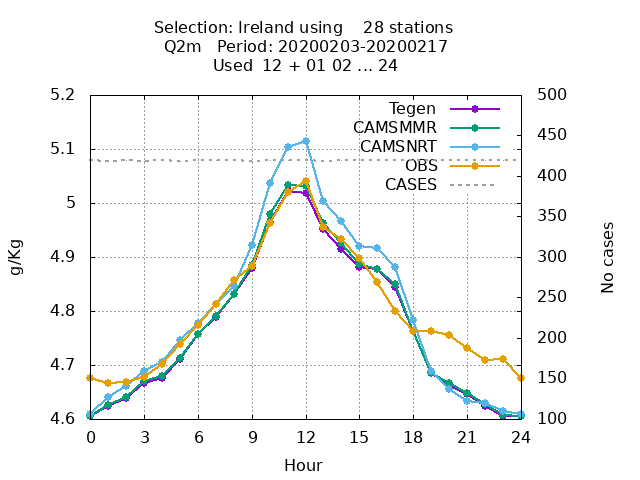 Selection: Ireland using    28 stations
Q2m   Period: 20200203-20200217
Used  12 + 01 02 ... 24
5.2
5.1
5
4.9
4.8
4.7
4.6
g/Kg
Tegen
CAMSMMR
CAMSNRT
OBS
CASES
500
450
400
350
300
250
200
150
100
No cases
0 3 6 9 12 15 18 21 24
Hour